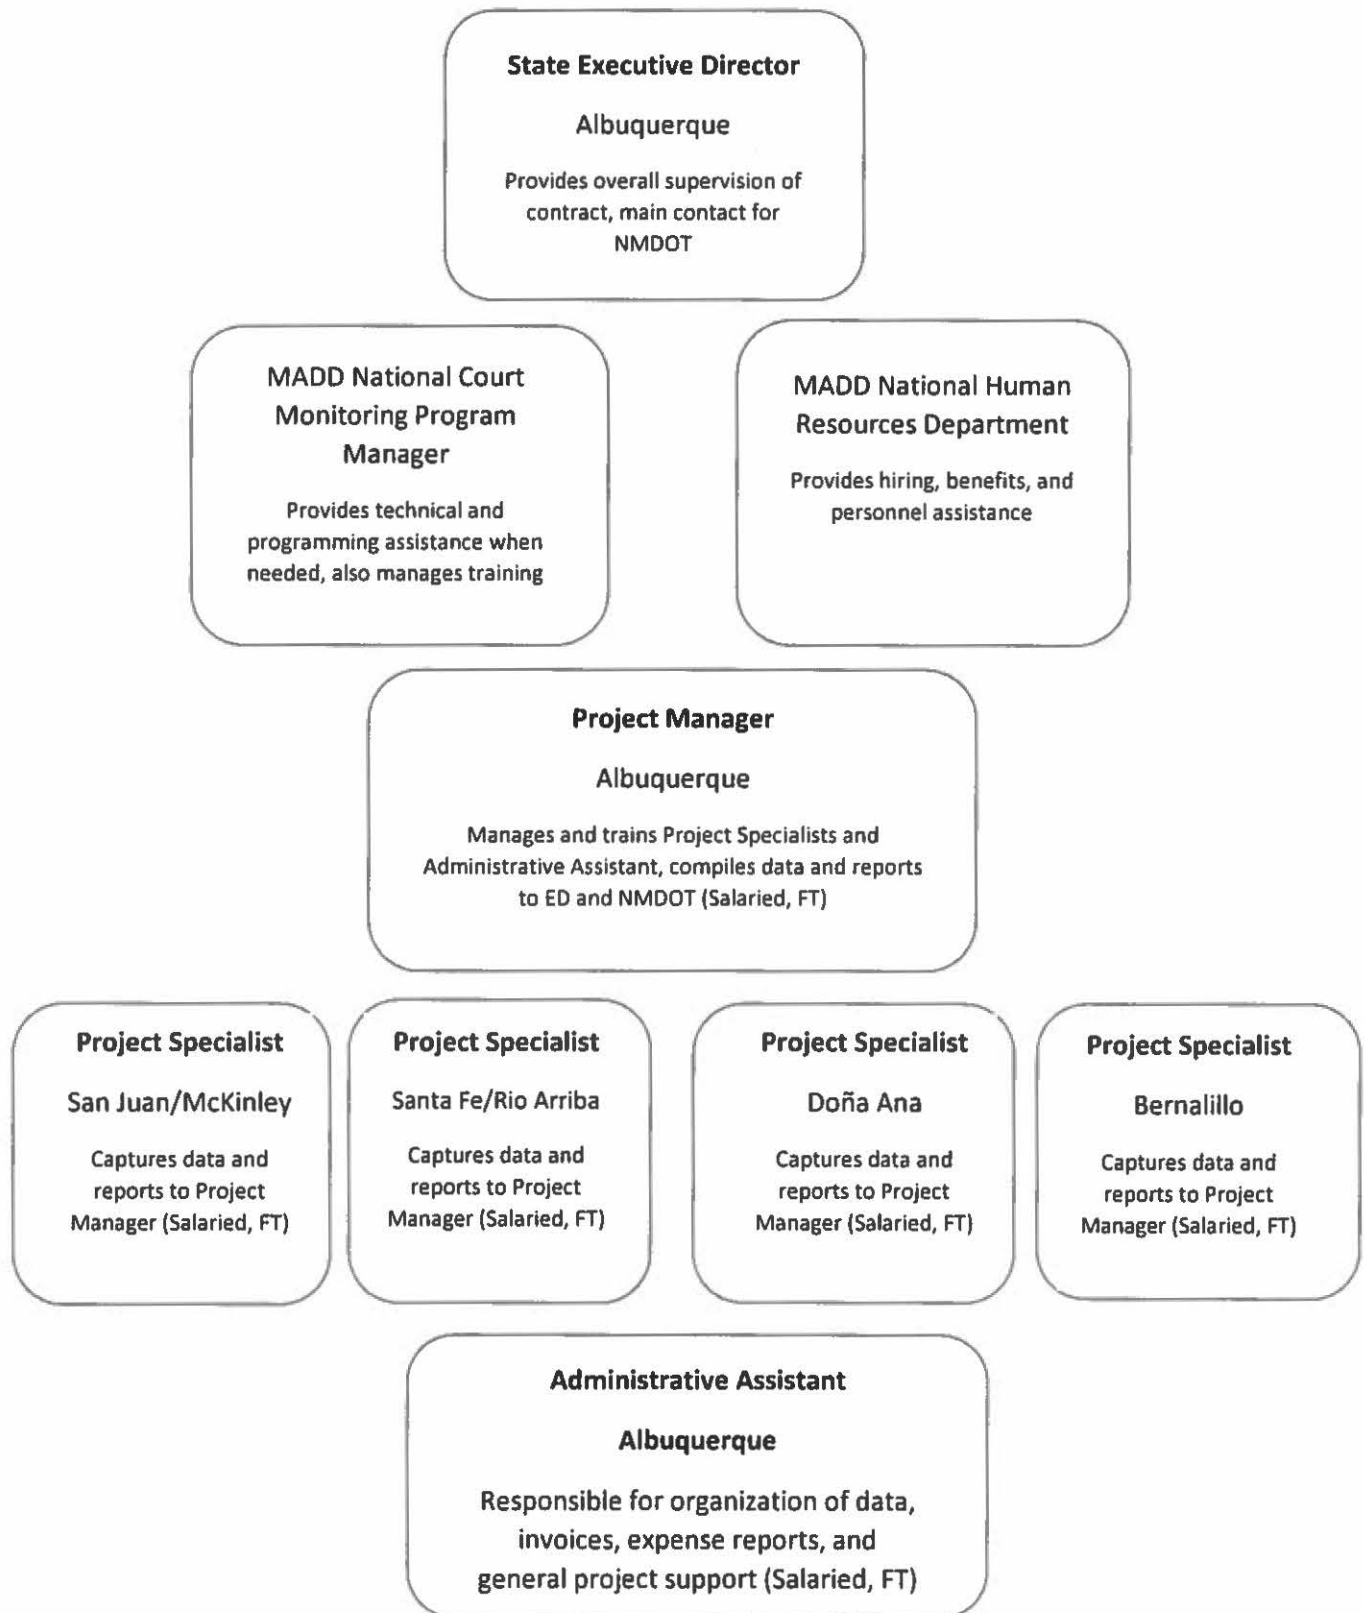 State Executive Director
Albuquerque
Provides overall supervision of
contract, main contact for
NMDOT
MADD National Court
Monitoring Program
Manager
Provides technical and
programming assistance when
needed, also manages training
MADD National Human
Resources Department
Provides hiring, benefits, and
personnel assistance
Project Manager
Albuquerque
Manages and trains Project Specialists and
Administrative Assistant, compiles data and reports
to ED and NMDOT (Salaried, FT)
Project Specialist
San Juan/McKinley
Captures data and
reports to Project
Manager (Salaried, FT)
Project Specialist
Santa Fe/Rio Arriba
Captures data and
reports to Project
Manager (Salaried, FT)
Project Specialist
Doña Ana
Captures data and
reports to Project
Manager (Salaried, FT)
Project Specialist
Bernalillo
Captures data and
reports to Project
Manager (Salaried, FT)
Administrative Assistant
Albuquerque
Responsible for organization of data,
invoices, expense reports, and
general project support (Salaried, FT)